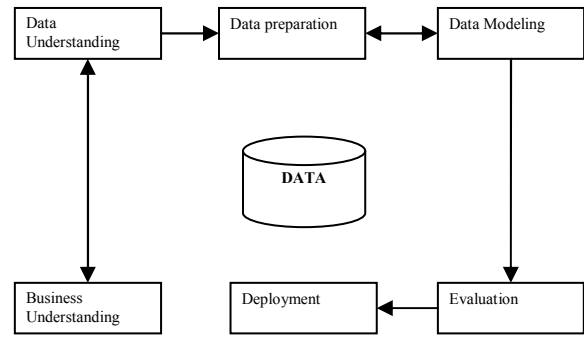 Data
Understanding
Data preparation
Data Modeling
DATA
Business
Understanding
Deployment
Evaluation